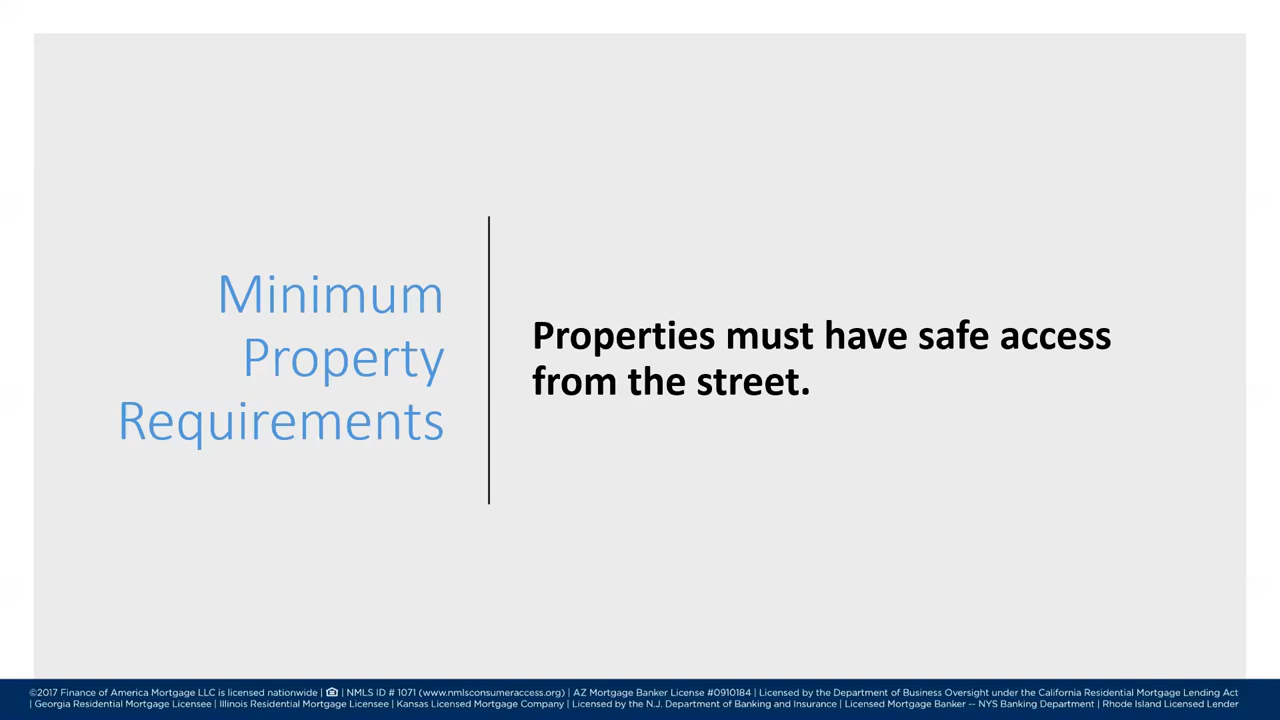 Minimum
Property
Requirements
Properties must have safe access
from the street.
©2017 Finance of America Mortgage LLC is licensed nationwide | | NMLS ID # 1071 (www.nmlsconsumeraccess.org) | AZ Mortgage Banker License #0910184 | Licensed by the Department of Business Oversight under the California Residential Mortgage Lending Act
| Georgia Residential Mortgage Licensee | Illinois Residential Mortgage Licensee | Kansas Licensed Mortgage Company | Licensed by the N.J. Department of Banking and Insurance | Licensed Mortgage Banker -- NYS Banking Department | Rhode Island Licensed Lender